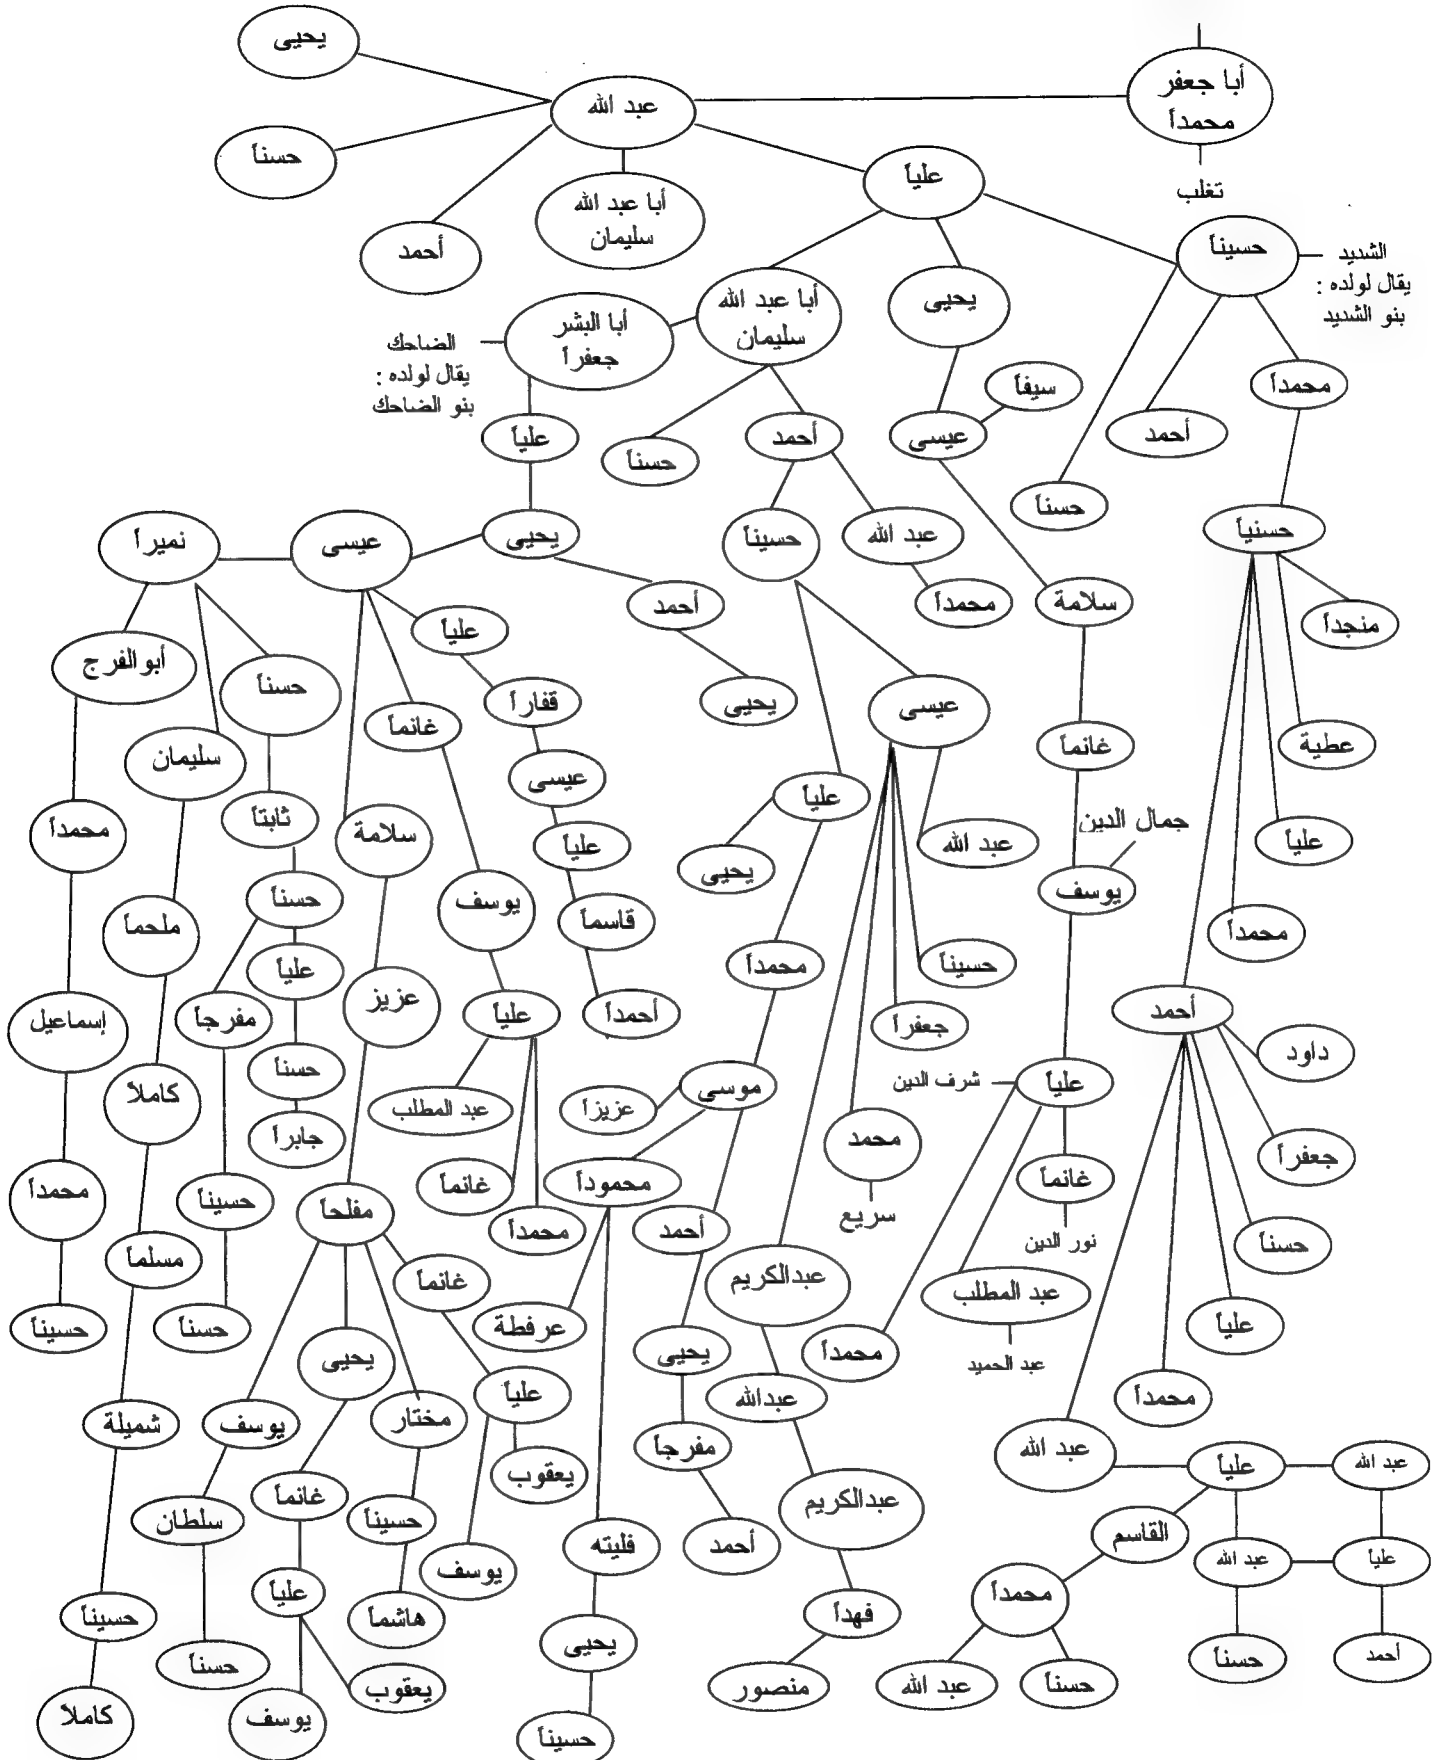 يحيى
أبا جعفر
محمداً
عبد الله
حسناً
علياً
تغلب
أبا عبد الله
سليمان
أحمد
حسيناً
الشديد
يقال لولده :
بنو الشديد
يحيى
أبا عبد الله
سليمان
أبا البشر
جعفراً
الضاحك
يقال لولده :
بنو الضاحك
محمداً
سيفاً
أحمد
عيسى
أحمد
علياً
حسناً
حسناً
حسنياً
عبد الله
حسيناً
يحيى
عيسى
نميراً
سلامة
محمداً
أحمد
منجداً
علياً
أبو الفرج
حسناً
قفاراً
يحيى
عيسى
غانماً
سليمان
غانماً
عطية
عيسى
علياً
جمال الدين
ثابتاً
محمداً
سلامة
علياً
عبد الله
علياً
يحيى
يوسف
حسناً
يوسف
قاسماً
ملحماً
محمداً
حسيناً
محمداً
علياً
عزيز
أحمد
أحمداً
علياً
مفرجاً
إسماعيل
جعفراً
داود
حسناً
شرف الدين
علياً
موسى
عزيزاً
عبد المطلب
كاملاً
جابراً
محمد
جعفراً
غانماً
محموداً
غانماً
محمداً
حسيناً
مفلحاً
سريع
أحمد
محمداً
نور الدين
حسناً
مسلماً
عبدالكريم
غانماً
عبد المطلب
علياً
عرفطة
حسناً
حسيناً
محمداً
يحيى
يحيى
عبد الحميد
علياً
عبدالله
محمداً
مختار
يوسف
شميلة
مفرجاً
عبد الله
علياً
عبد الله
يعقوب
غانماً
عبدالكريم
سلطان
حسيناً
القاسم
فليته
أحمد
عبد الله
علياً
يوسف
علياً
محمداً
فهداً
هاشماً
حسيناً
يحيى
حسناً
أحمد
حسناً
عبد الله
حسناً
منصور
يعقوب
كاملاً
يوسف
حسيناً